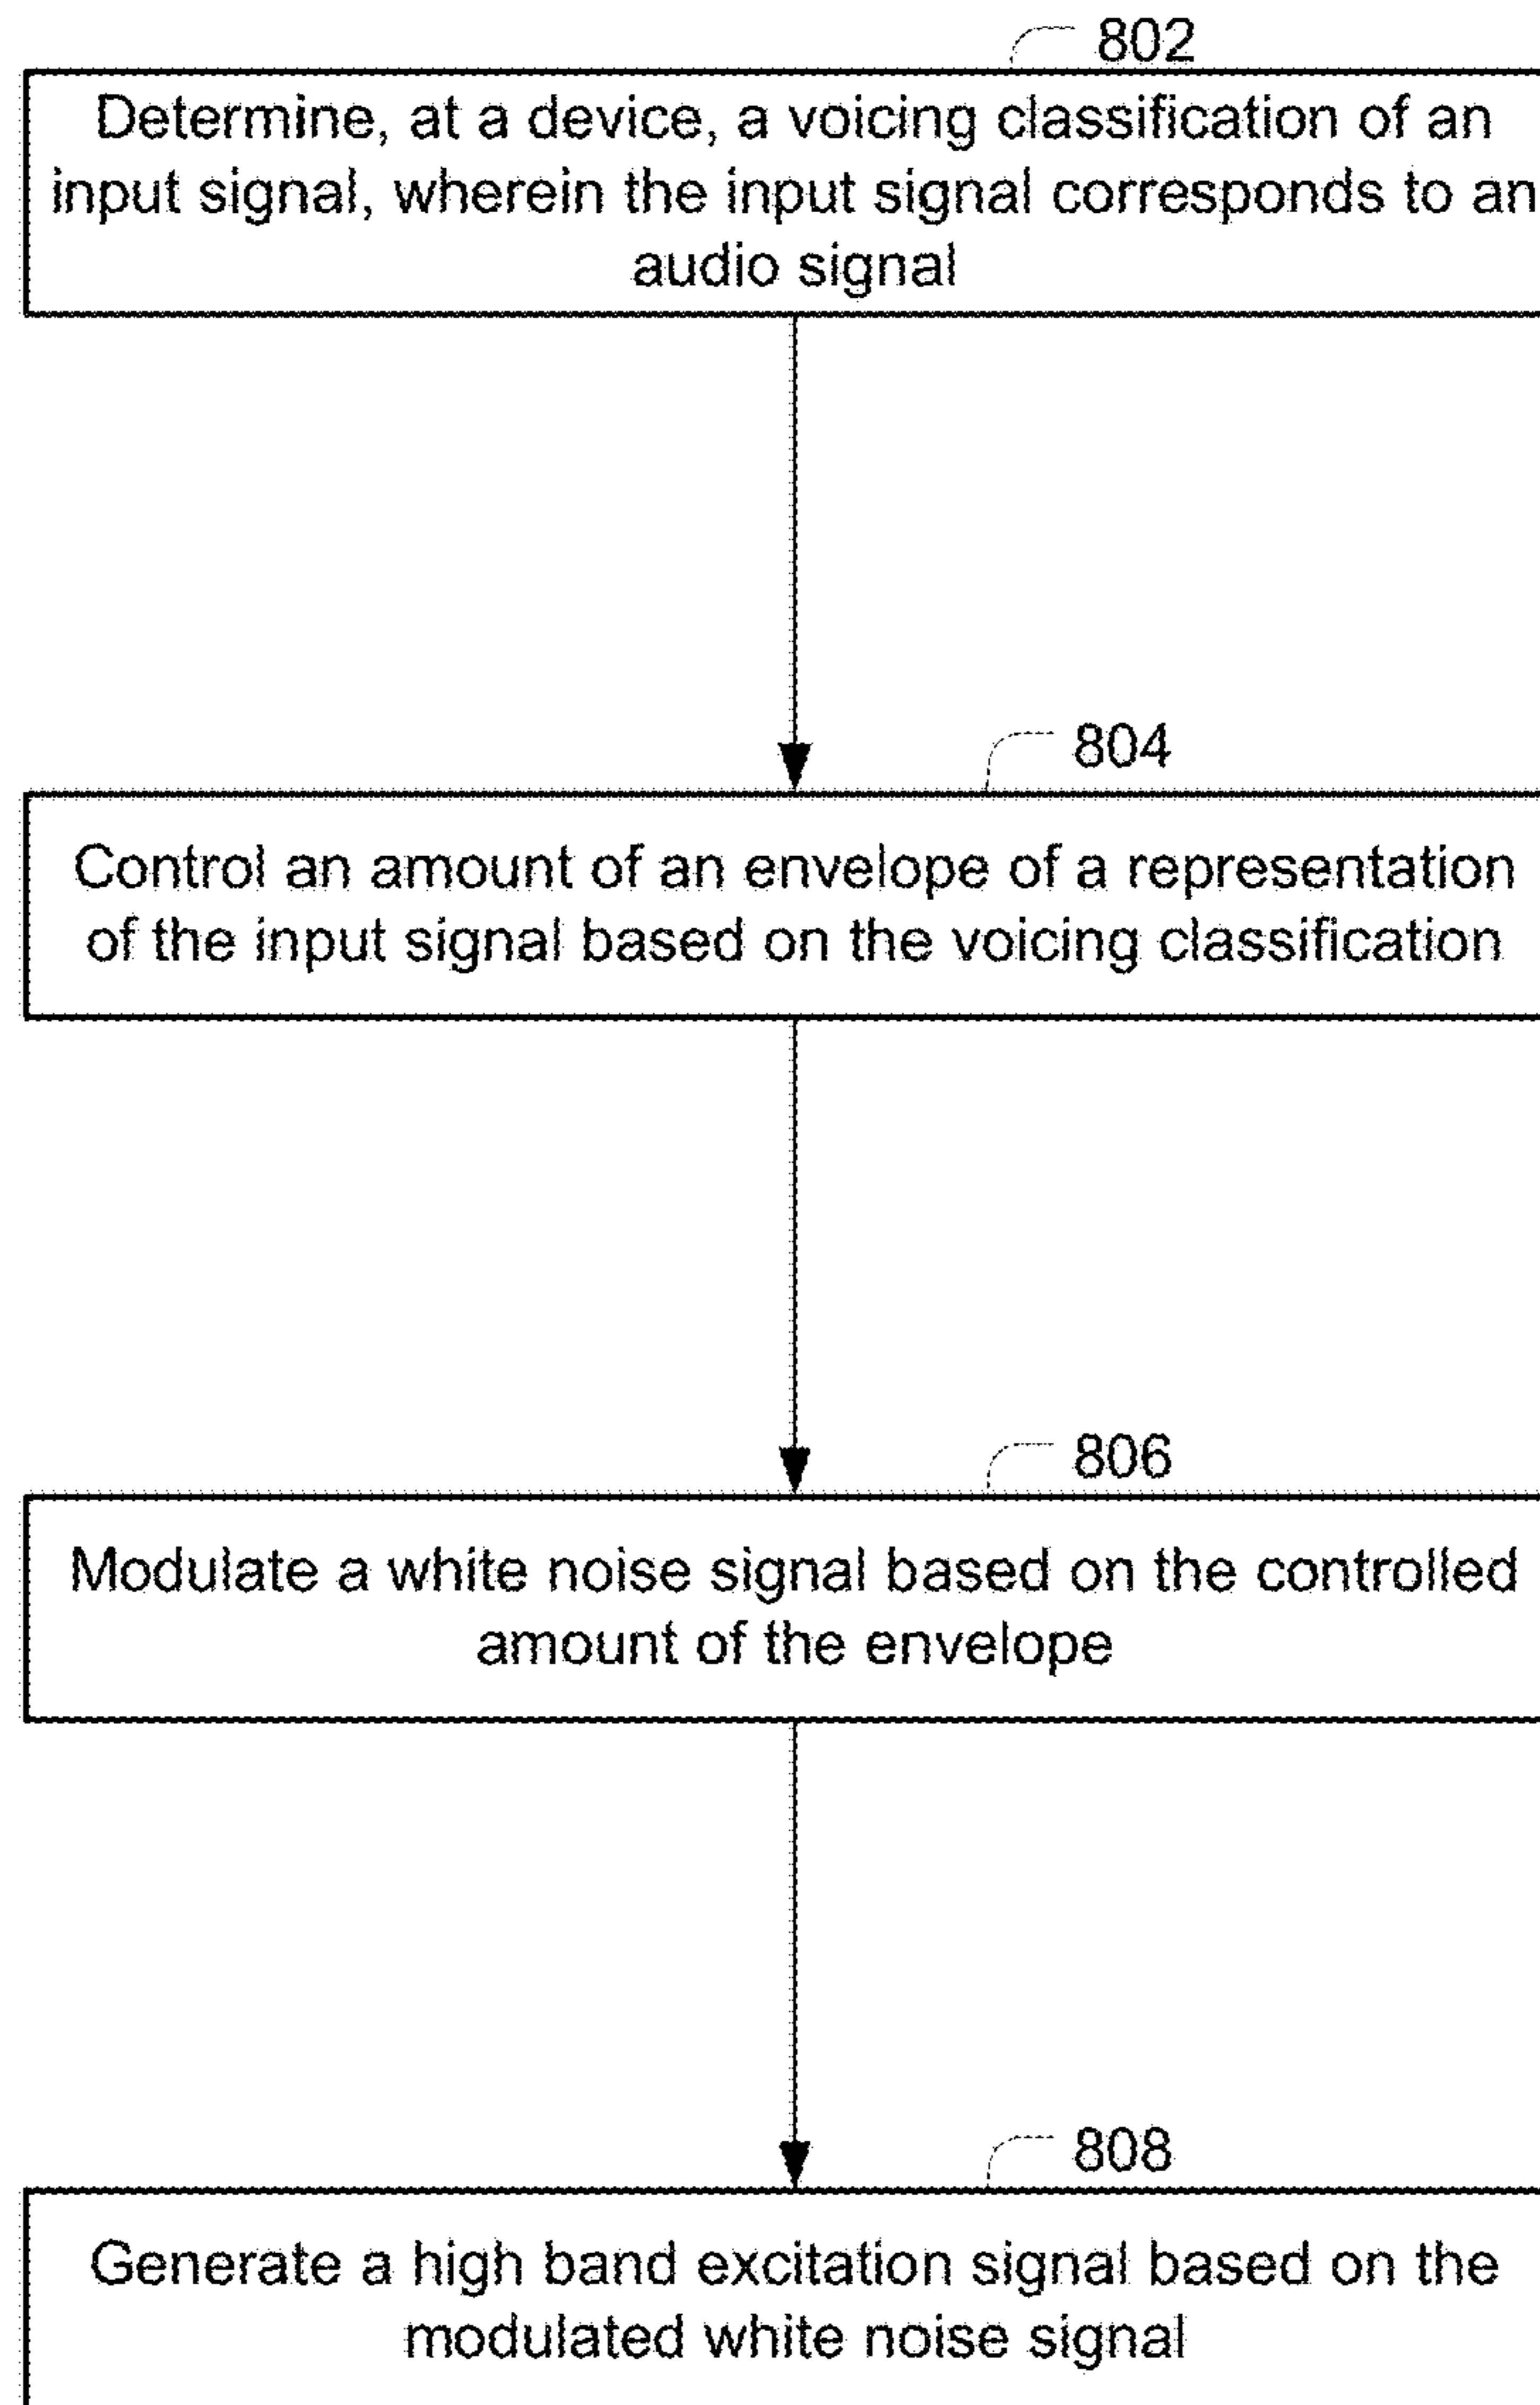 802
Determine, at a device, a voicing classification of an
input signal, wherein the input signal corresponds to an
audio signal
804
Control an amount of an envelope of a representation
of the input signal based on the voicing classification
806
Modulate a white noise signal based on the controlled
amount of the envelope
808
Generate a high band excitation signal based on the
modulated white noise signal